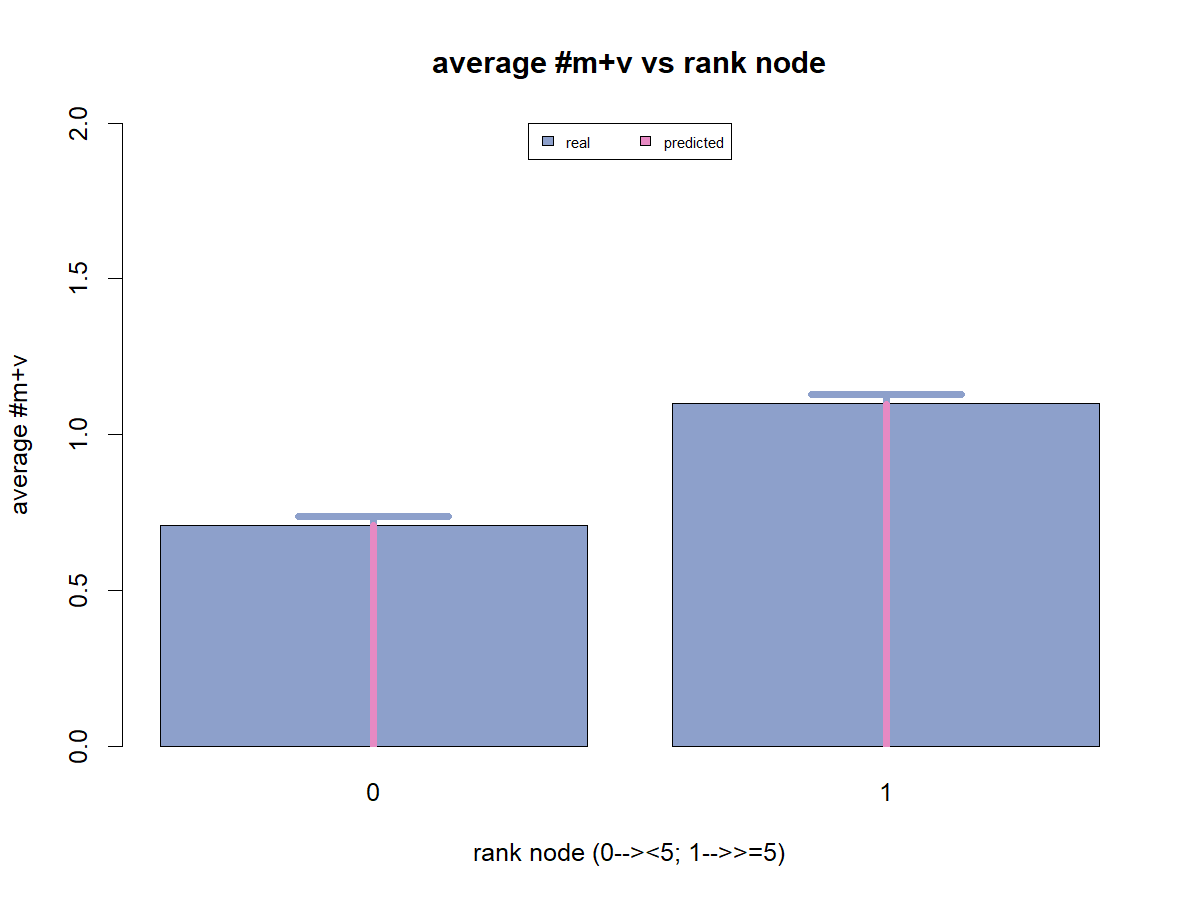 average #m+v vs rank node
real predicted
2.0
1.5
1.0
0.5
0.0
average #m+v
0 1
rank node (0--><5; 1-->>=5)